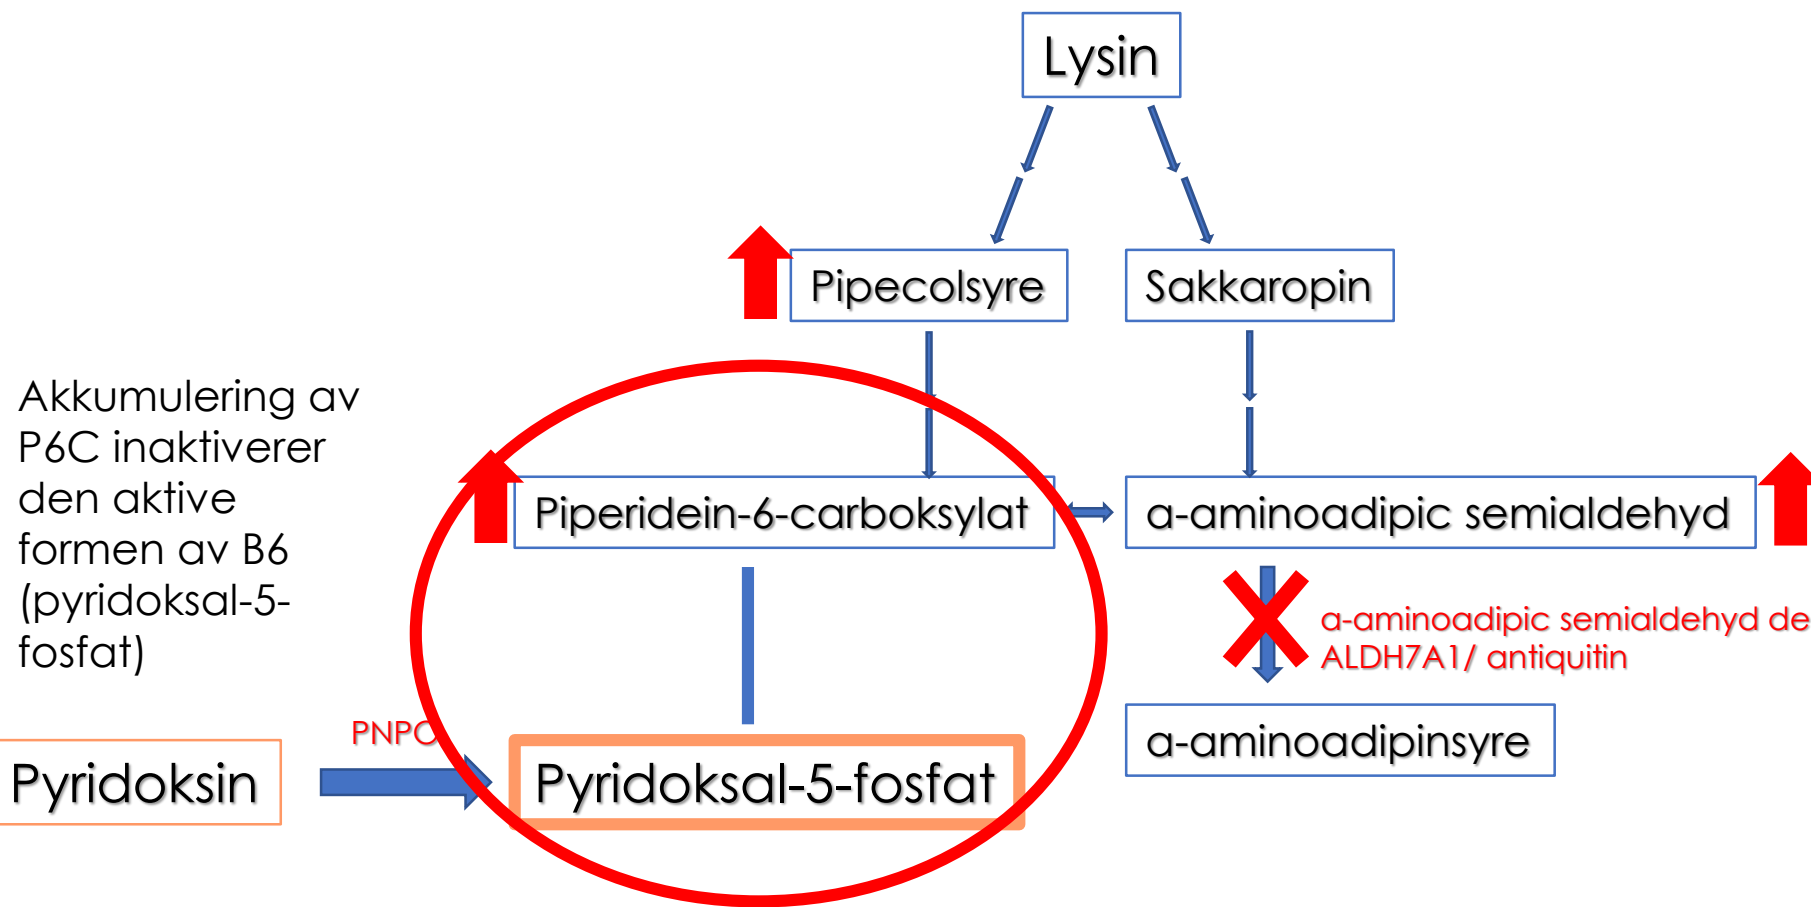 Lysin
Pipecolsyre
Sakkaropin
Akkumulering av
P6C inaktiverer
den aktive
formen av B6
(pyridoksal-5-
fosfat)
Piperidein-6-carboksylat
α-aminoadipic semialdehyd
α-aminoadipic semialdehyd de
ALDH7A1/ antiquitin
PNPO
α-aminoadipinsyre
Pyridoksin
Pyridoksal-5-fosfat